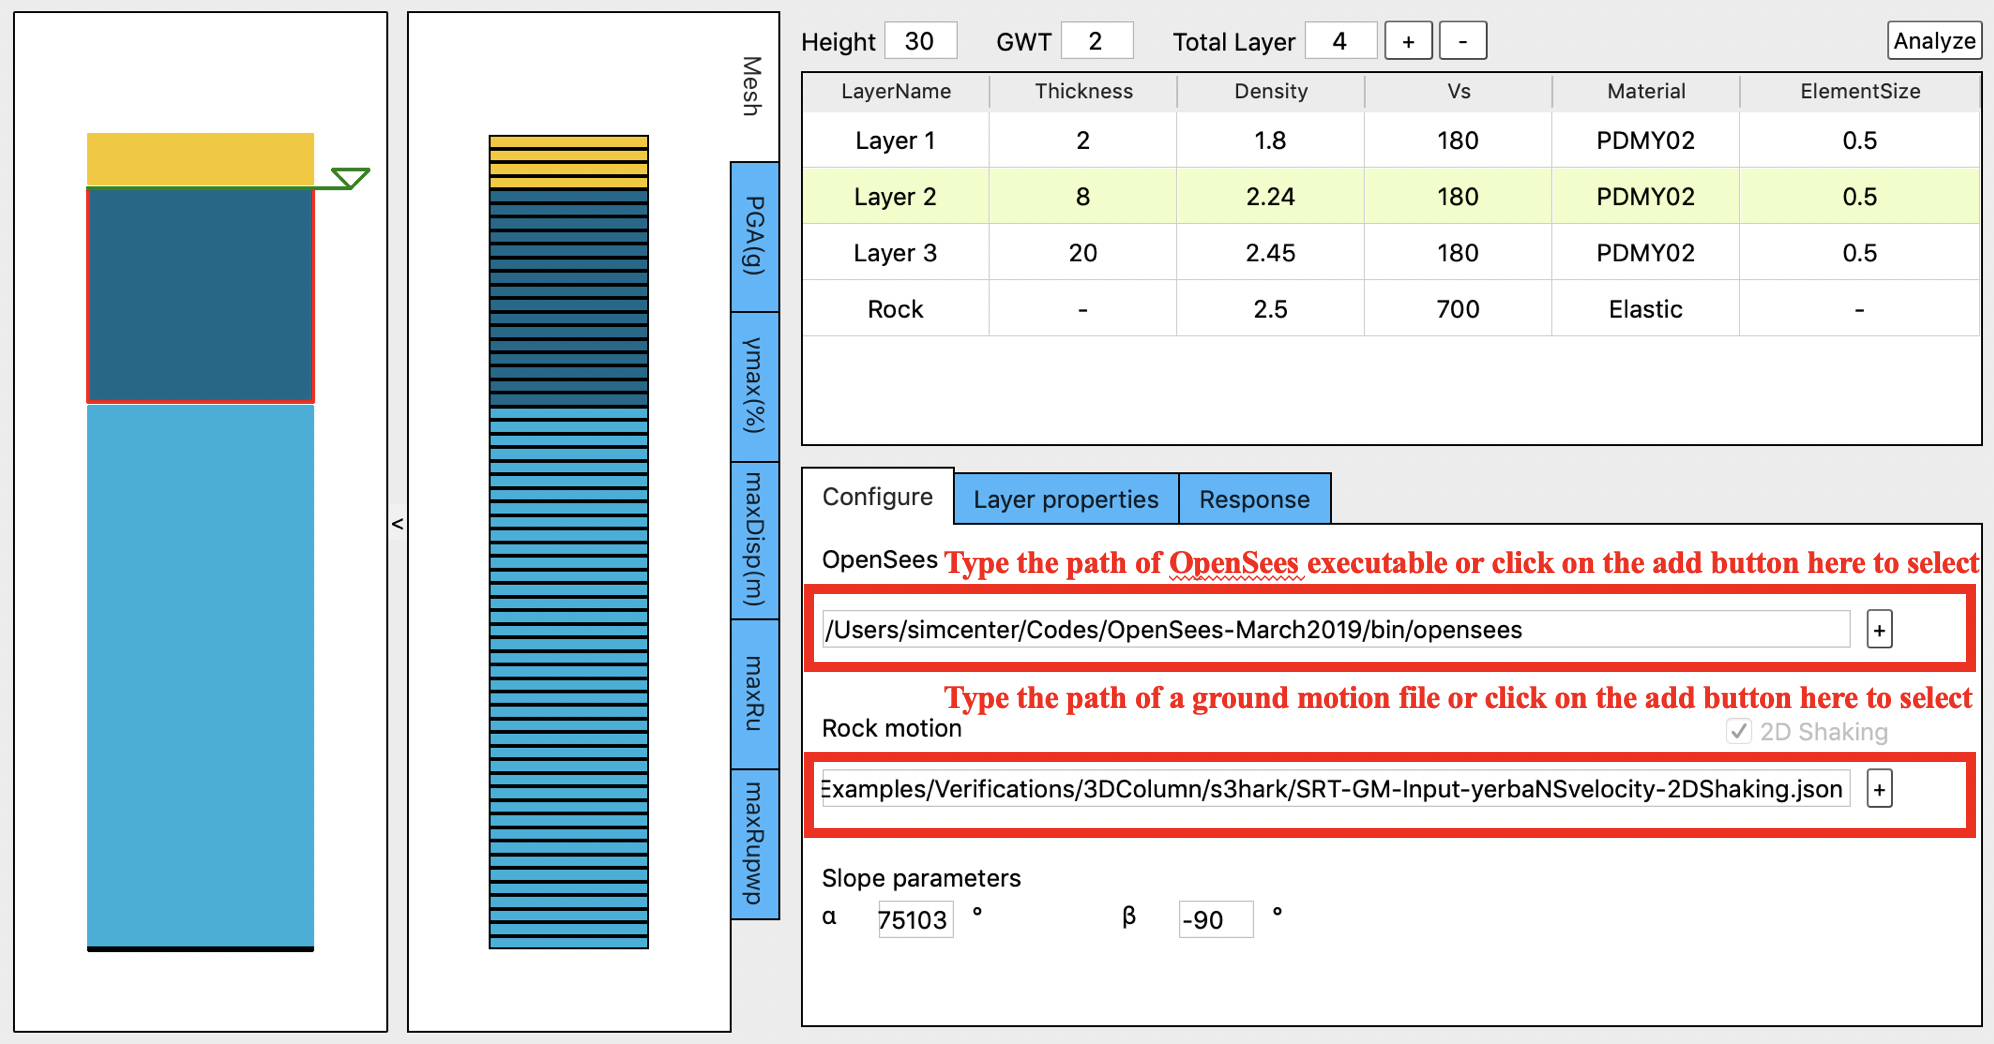 Height 30 GWT 2 Total Layer 4 + - Analyze
LayerName Thickness Density Vs Material ElementSize
Layer 1 2 1.8 180 PDMY02 0.5
Layer 2 8 2.24 180 PDMY02 0.5
Layer 3 20 2.45 180 PDMY02 0.5
Rock - 2.5 700 Elastic -
Mesh
PGA(g)
γmax(%)
maxDisp(m)
maxRu
maxRupwp
<
Configure Layer properties Response
OpenSees Type the path of OpenSees executable or click on the add button here to select
/Users/simcenter/Codes/OpenSees-March2019/bin/opensees +
Type the path of a ground motion file or click on the add button here to select
Rock motion 2D Shaking
Examples/Verifications/3DColumn/s3hark/SRT-GM-Input-yerbaNSvelocity-2DShaking.json +
Slope parameters
α 75103 ° β -90 °